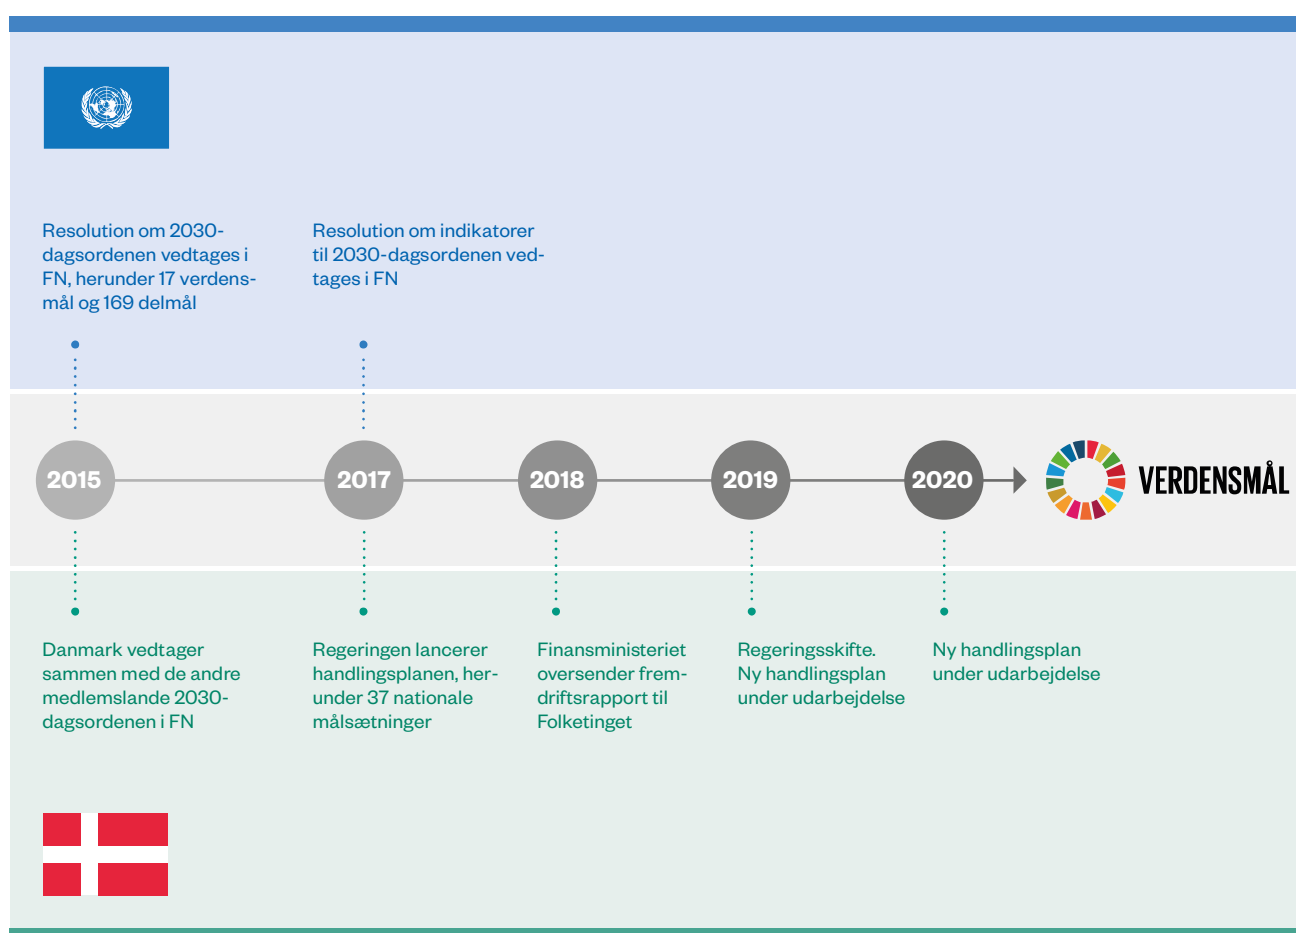 Resolution om 2030-
dagsordenen vedtages i
FN, herunder 17 verdens-
mål og 169 delmål
Resolution om indikatorer
til 2030-dagsordenen ved-
tages i FN
2015
2017
2018
2019
2020
VERDENSMÅL
Danmark vedtager
sammen med de andre
medlemslande 2030-
dagsordenen i FN
Regeringen lancerer
handlingsplanen, her-
under 37 nationale
målsætninger
Finansministeriet
oversender frem-
driftsrapport til
Folketinget
Regeringsskifte.
Ny handlingsplan
under udarbejdelse
Ny handlingsplan
under udarbejdelse